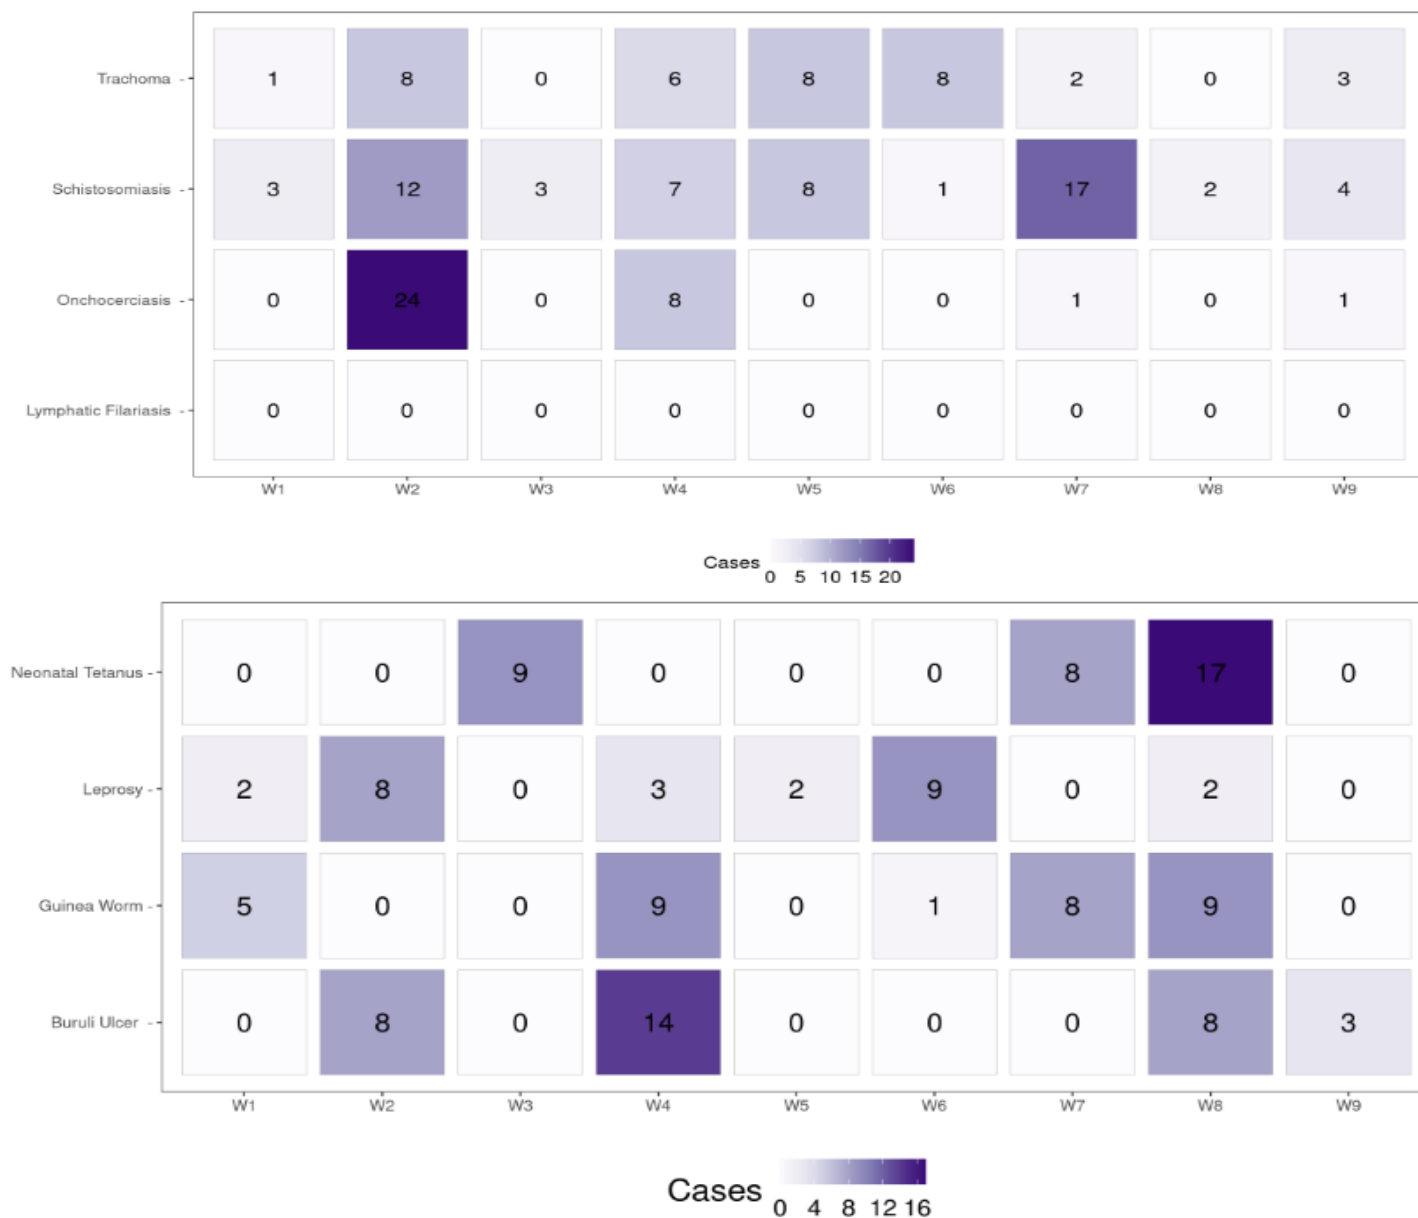 Trachoma - 1 8 0 6 8 8 2 0 3
Schistosomiasis - 3 12 3 7 8 1 17 2 4
Onchocerciasis - 0 24 0 8 0 0 1 0 1
Lymphatic Filariasis - 0 0 0 0 0 0 0 0 0
W1 W2 W3 W4 W5 W6 W7 W8 W9
Cases
0 5 10 15 20
Neonatal Tetanus - 0 0 9 0 0 0 8 17 0
Leprosy - 2 8 0 3 2 9 0 2 0
Guinea Worm - 5 0 0 9 0 1 8 9 0
Buruli Ulcer - 0 8 0 14 0 0 0 8 3
W1 W2 W3 W4 W5 W6 W7 W8 W9
Cases
0 4 8 12 16